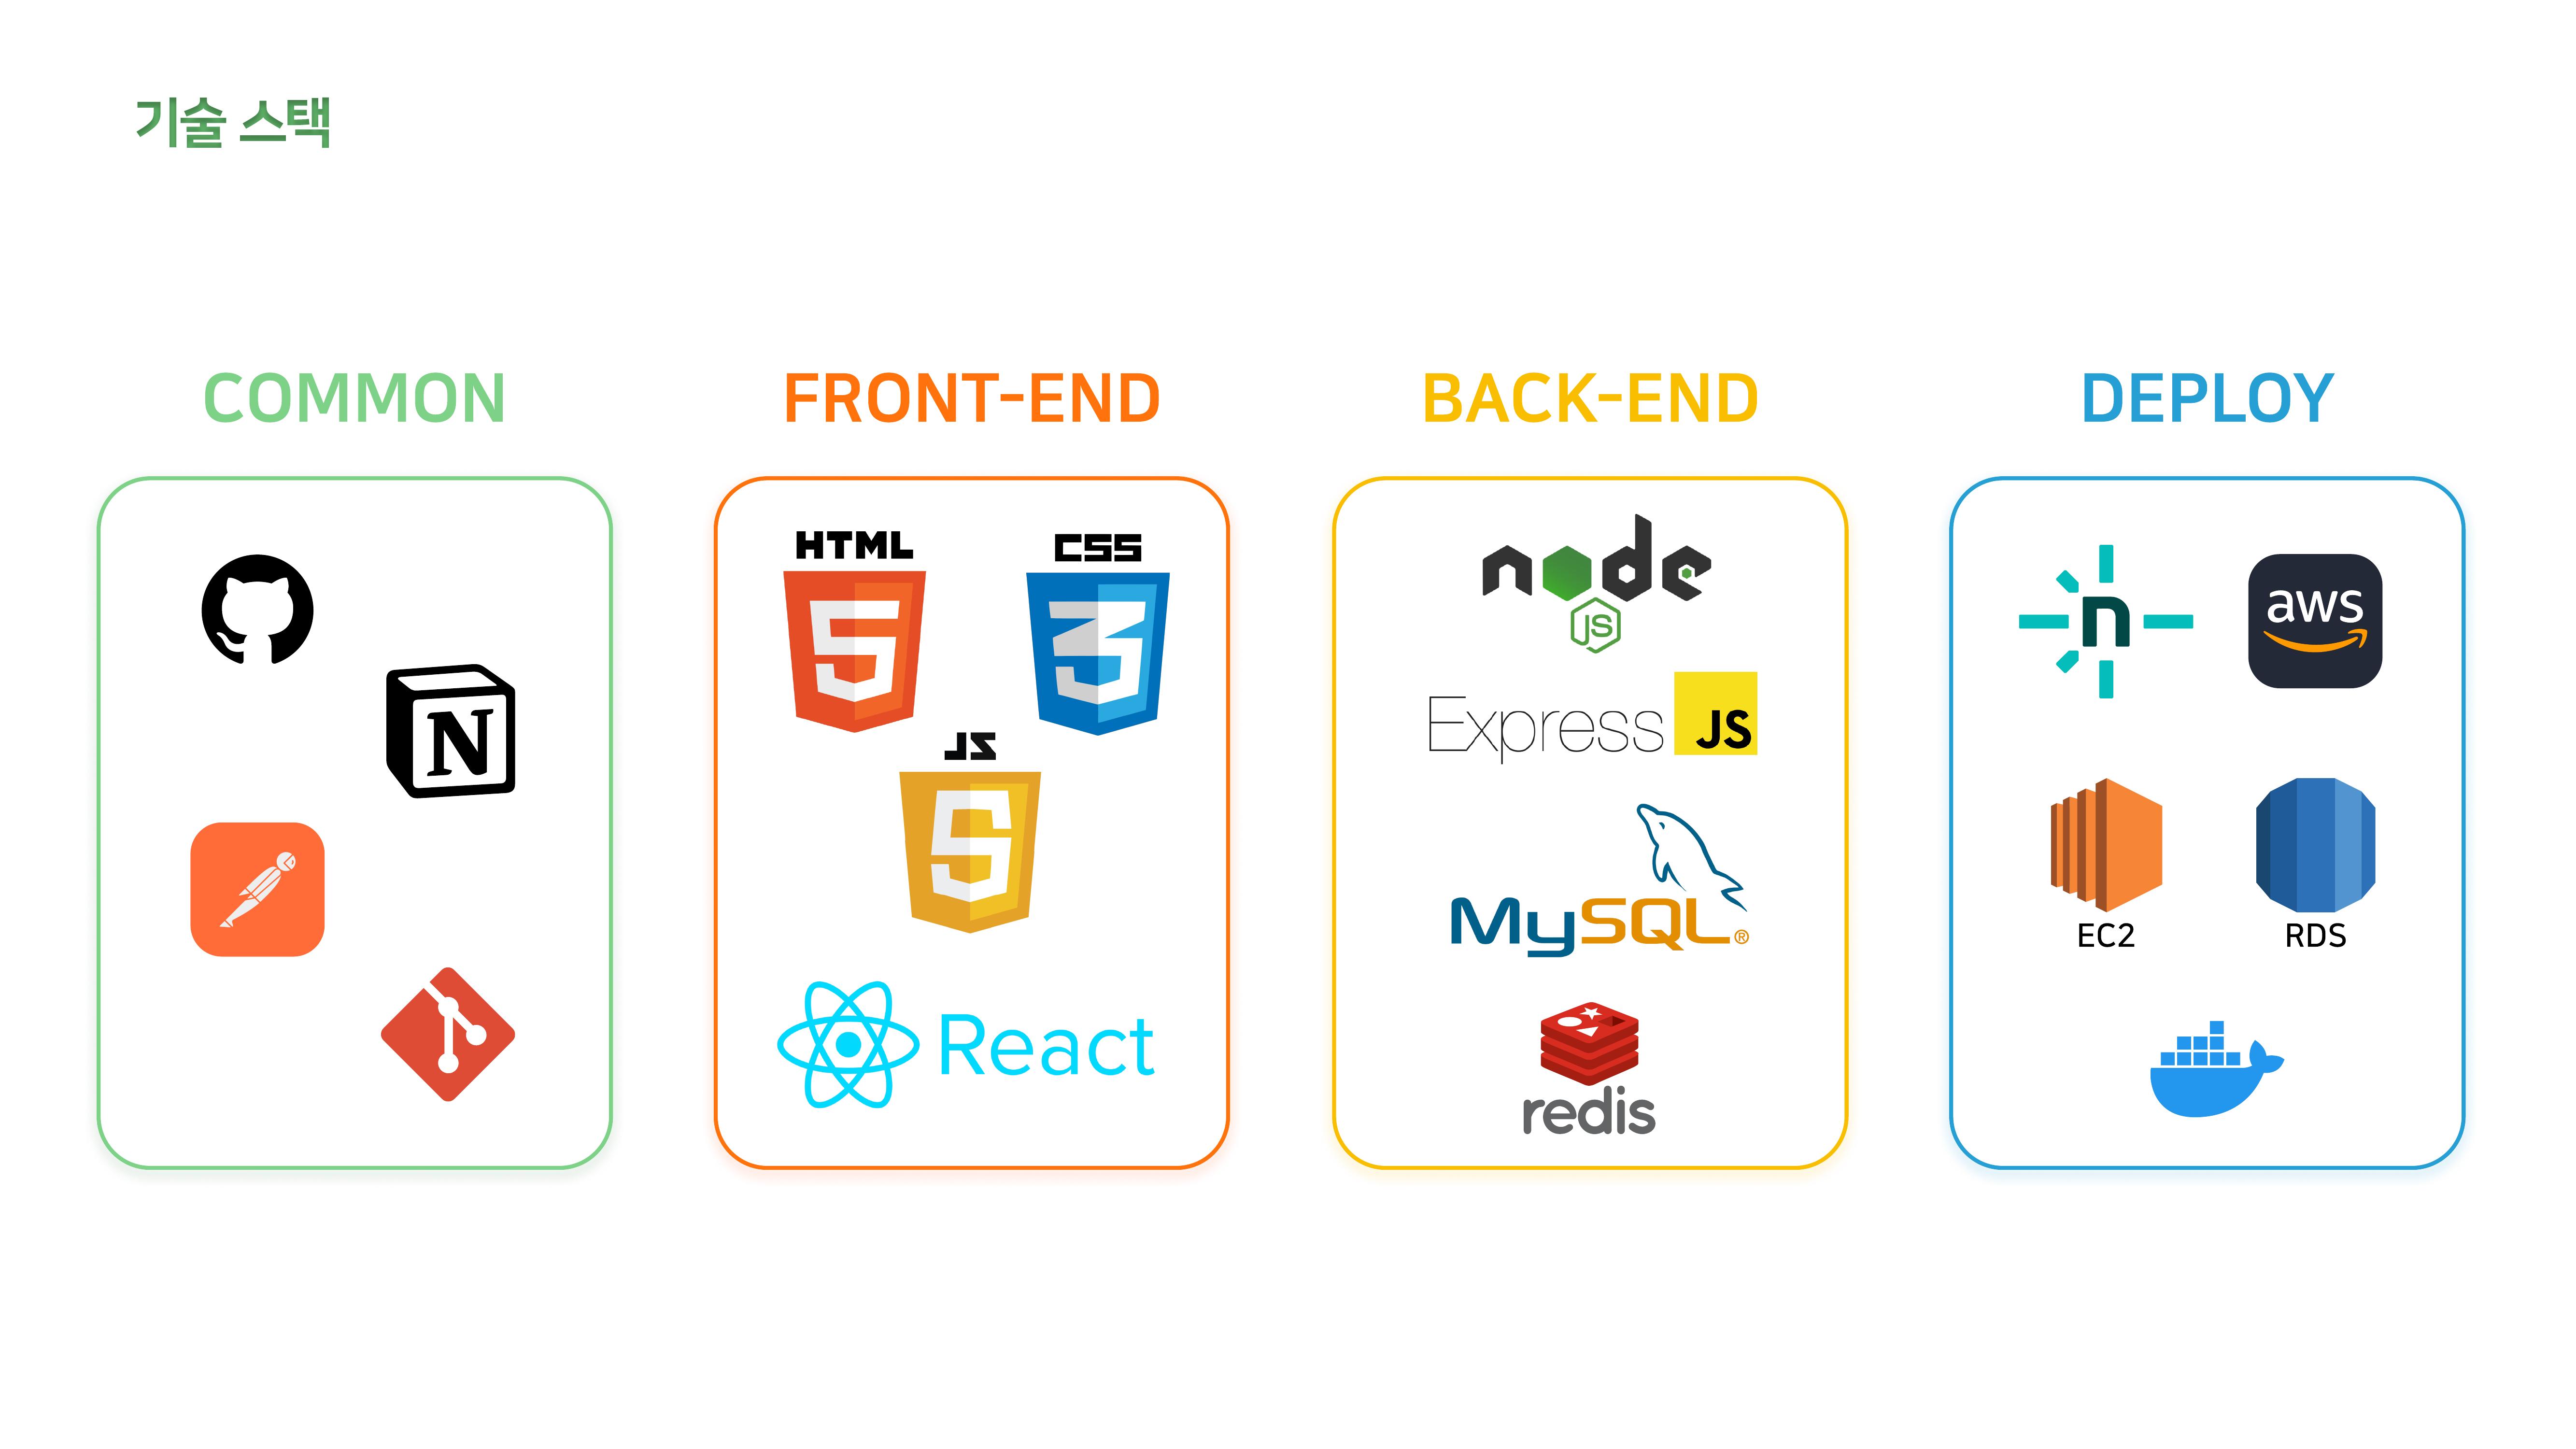 기술 스택
COMMON
FRONT-END
BACK-END
DEPLOY
N
HTML
5
CSS
3
JS
5
React
node
JS
Express JS
MySQL®
redis
n
aws
EC2
RDS